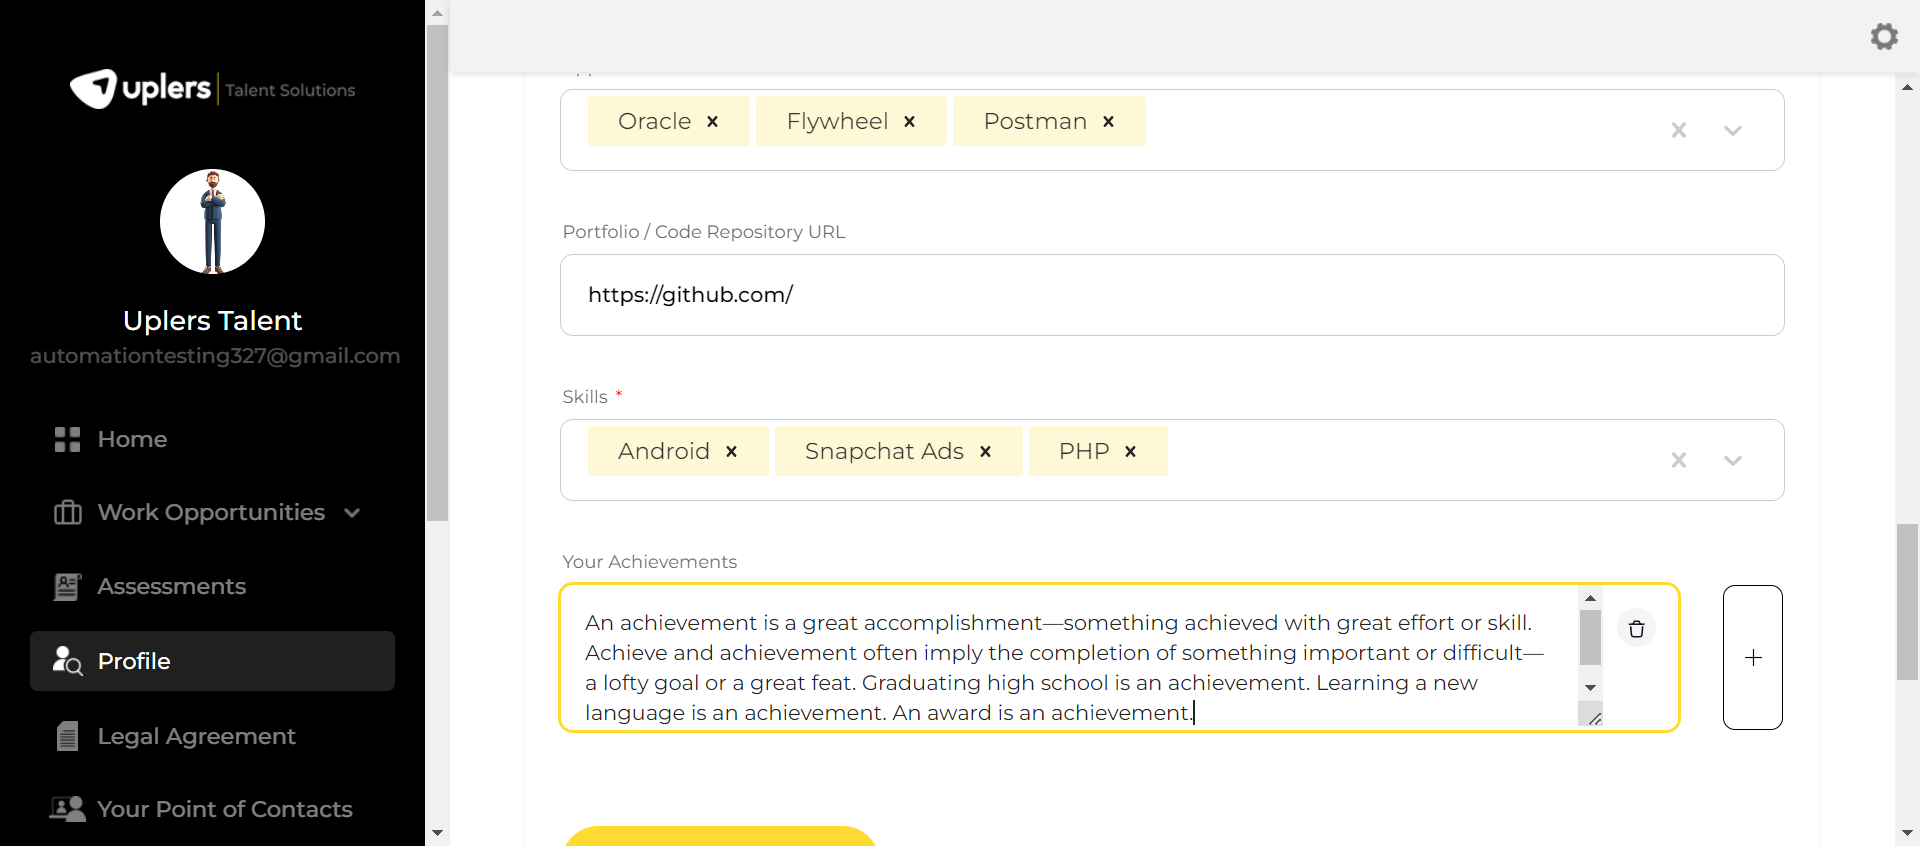 uplers Talent Solutions
Uplers Talent
automationtesting327@gmail.com
Home
Work Opportunities
Assessments
Profile
Legal Agreement
Your Point of Contacts
Oracle
Flywheel
Postman
Portfolio / Code Repository URL
https://github.com/
Skills *
Android
Snapchat Ads
PHP
Your Achievements
An achievement is a great accomplishment—something achieved with great effort or skill.
Achieve and achievement often imply the completion of something important or difficult—
a lofty goal or a great feat. Graduating high school is an achievement. Learning a new
language is an achievement. An award is an achievement.